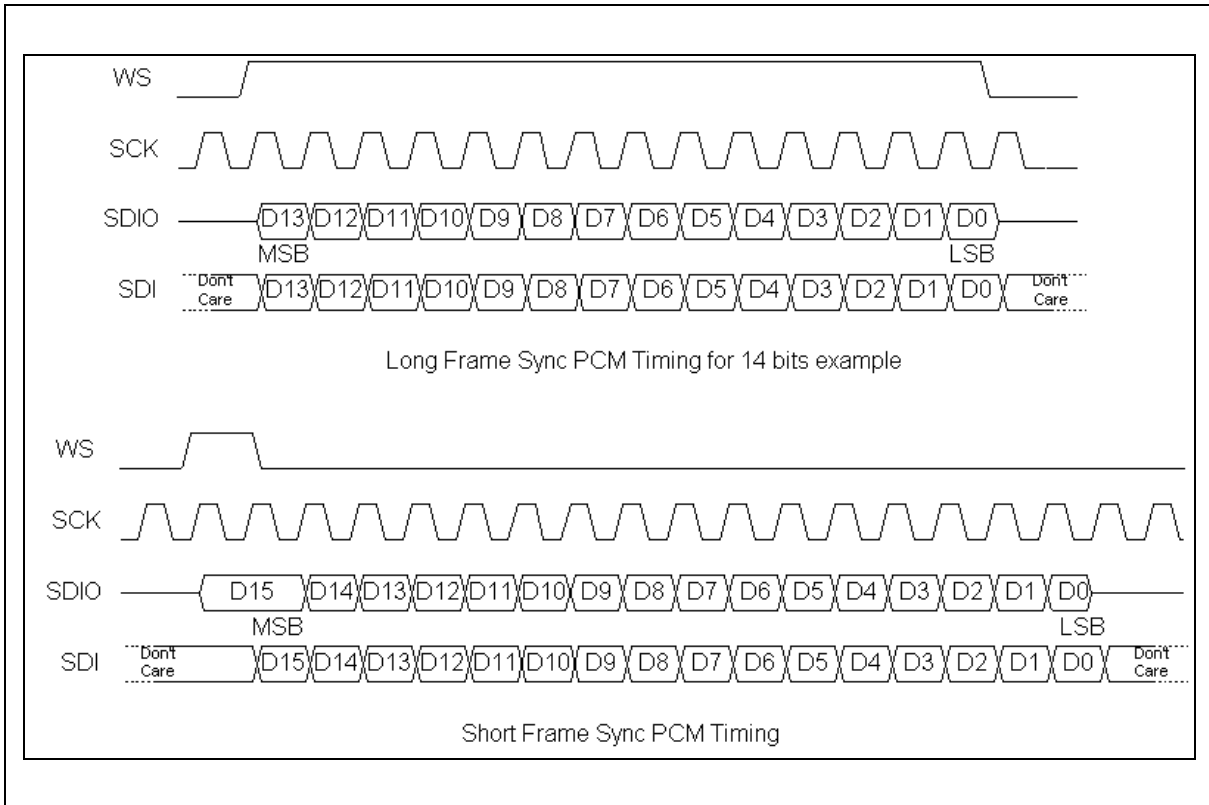 WS
SCK
SDIO D13 D12 D11 D10 D9 D8 D7 D6 D5 D4 D3 D2 D1 D0
MSB LSB
SDI Don't Care D13 D12 D11 D10 D9 D8 D7 D6 D5 D4 D3 D2 D1 D0 Don't Care
Long Frame Sync PCM Timing for 14 bits example
WS
SCK
SDIO D15 D14 D13 D12 D11 D10 D9 D8 D7 D6 D5 D4 D3 D2 D1 D0
MSB LSB
SDI Don't Care D15 D14 D13 D12 D11 D10 D9 D8 D7 D6 D5 D4 D3 D2 D1 D0 Don't Care
Short Frame Sync PCM Timing